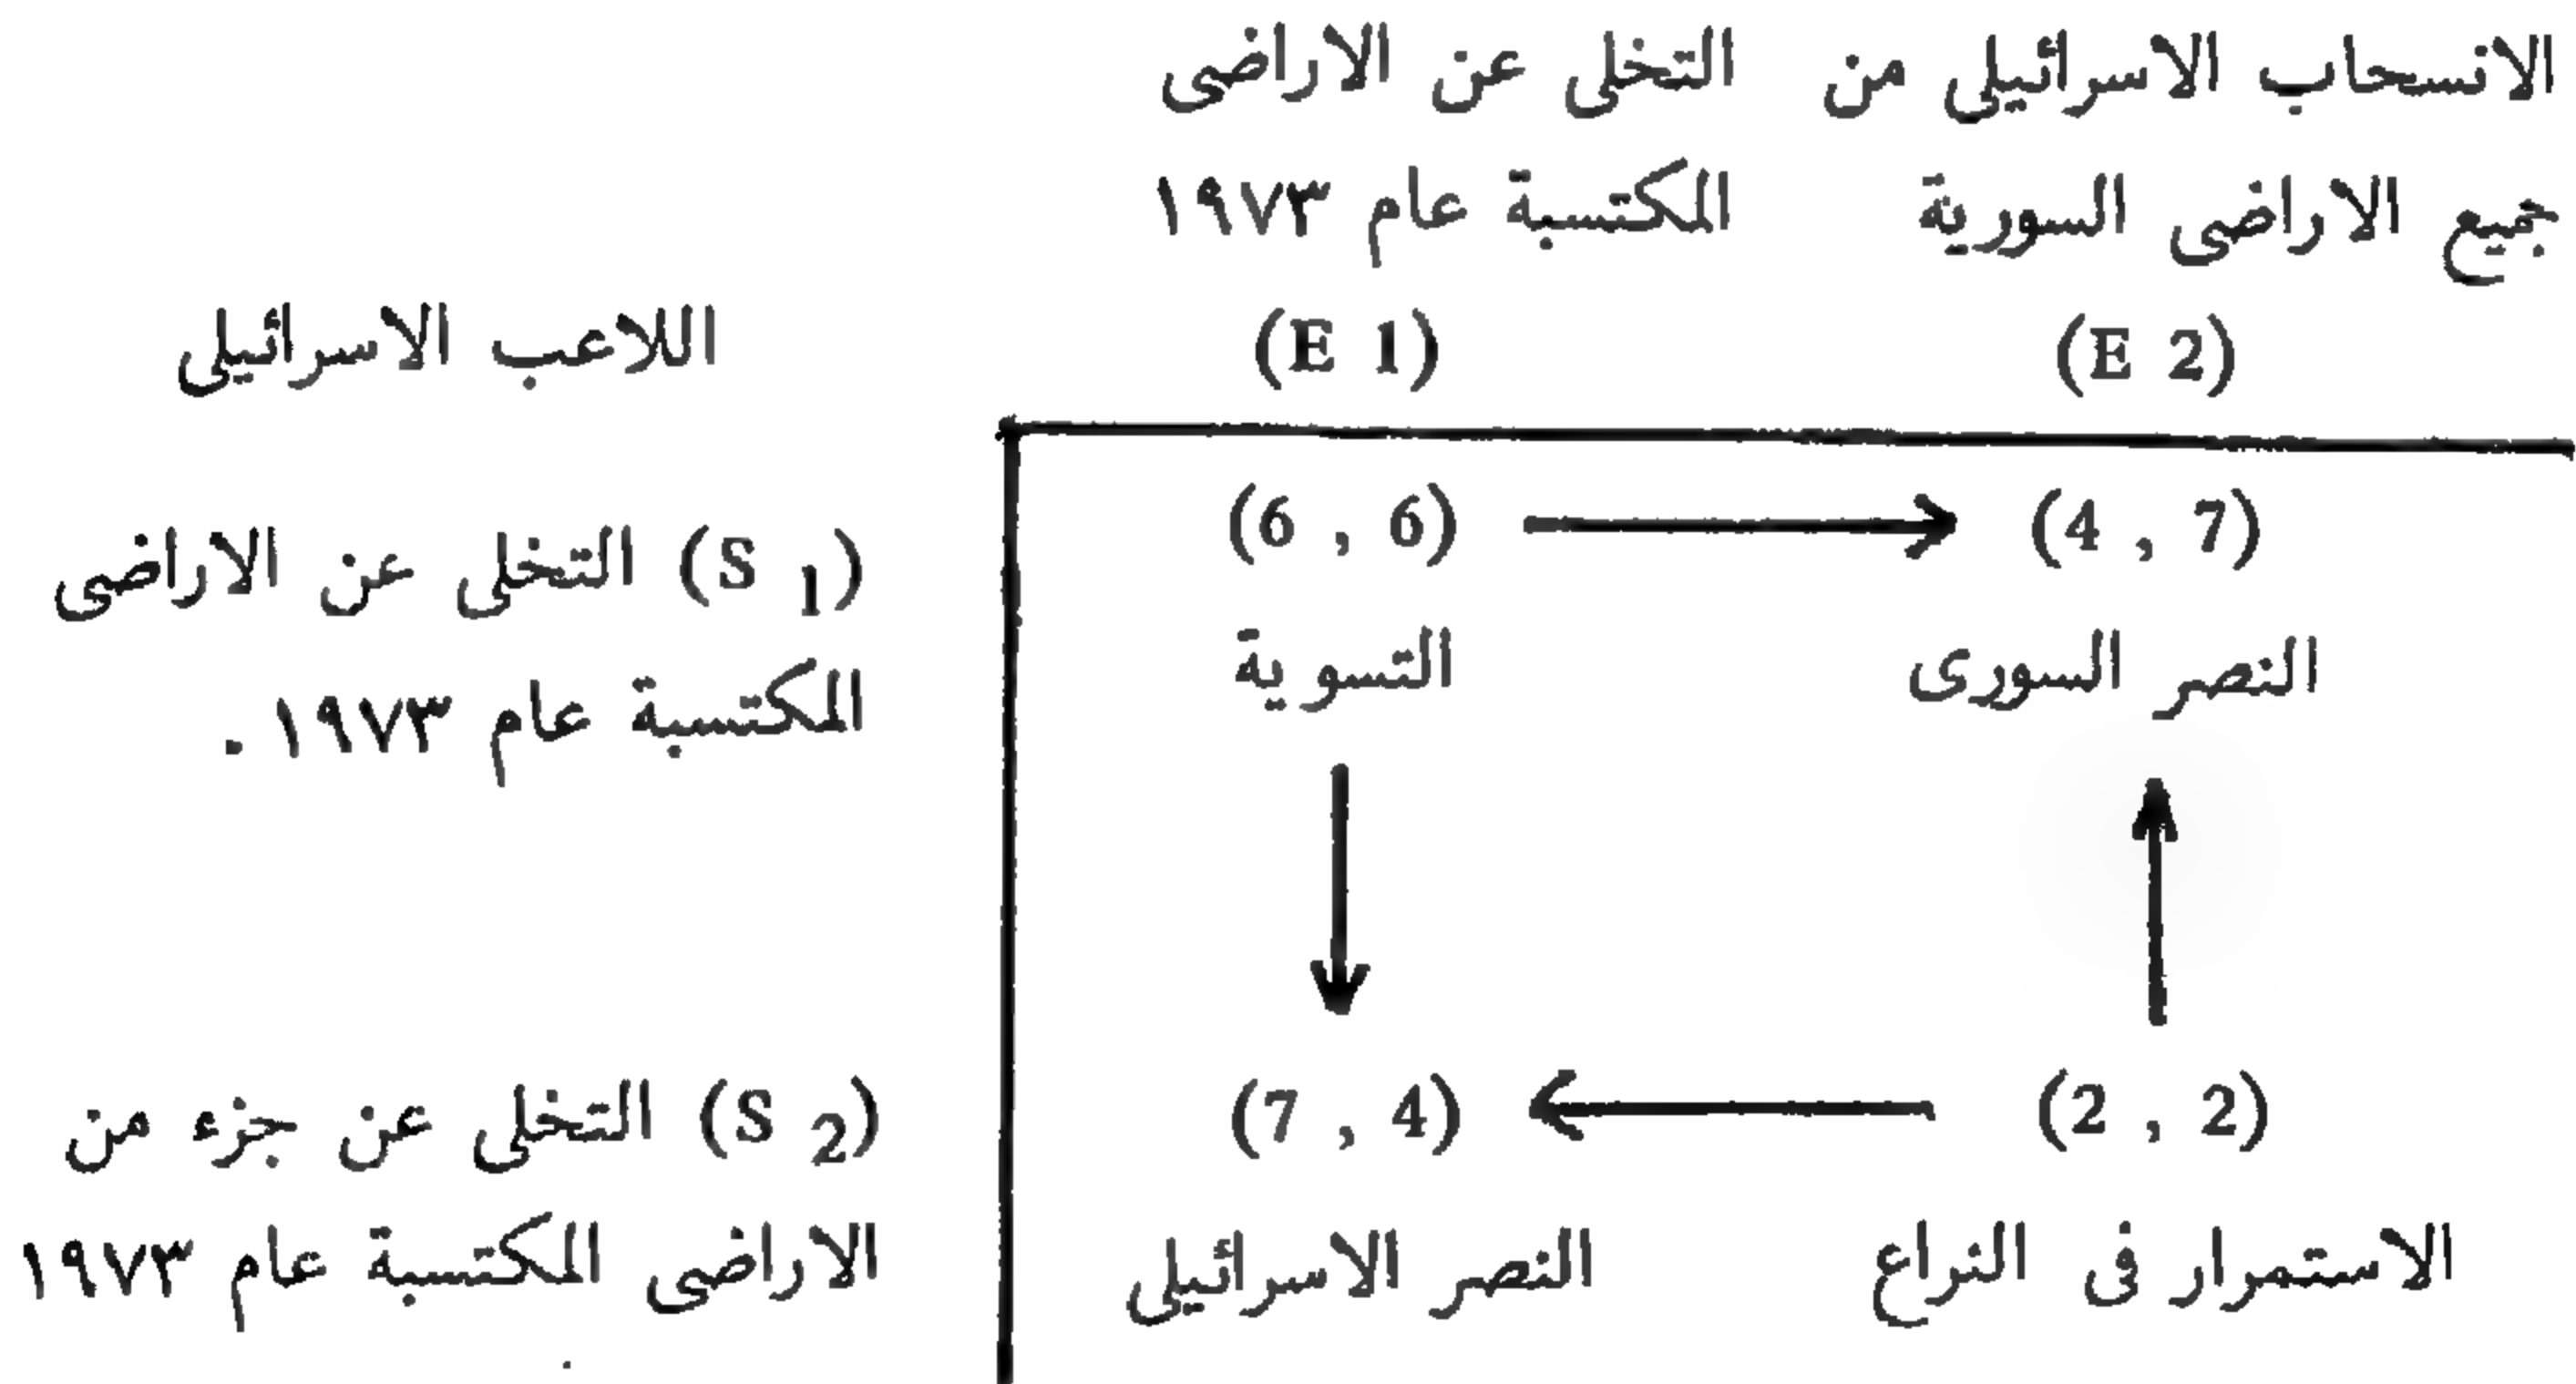 الانسحاب الاسرائيلى من التخلى عن الاراضى
جميع الاراضى السورية المكتسبة عام ١٩٧٣
اللاعب الاسرائيلى (E 1) (E 2)
(6 , 6) (4 , 7)
(S 1) التخلى عن الاراضى
التسوية النصر السورى
المكتسبة عام ١٩٧٣ .
(S 2) التخلى عن جزء من (7 , 4) (2 , 2)
الاراضى المكتسبة عام ١٩٧٣ النصر الاسرائيلى الاستمرار فى النراع